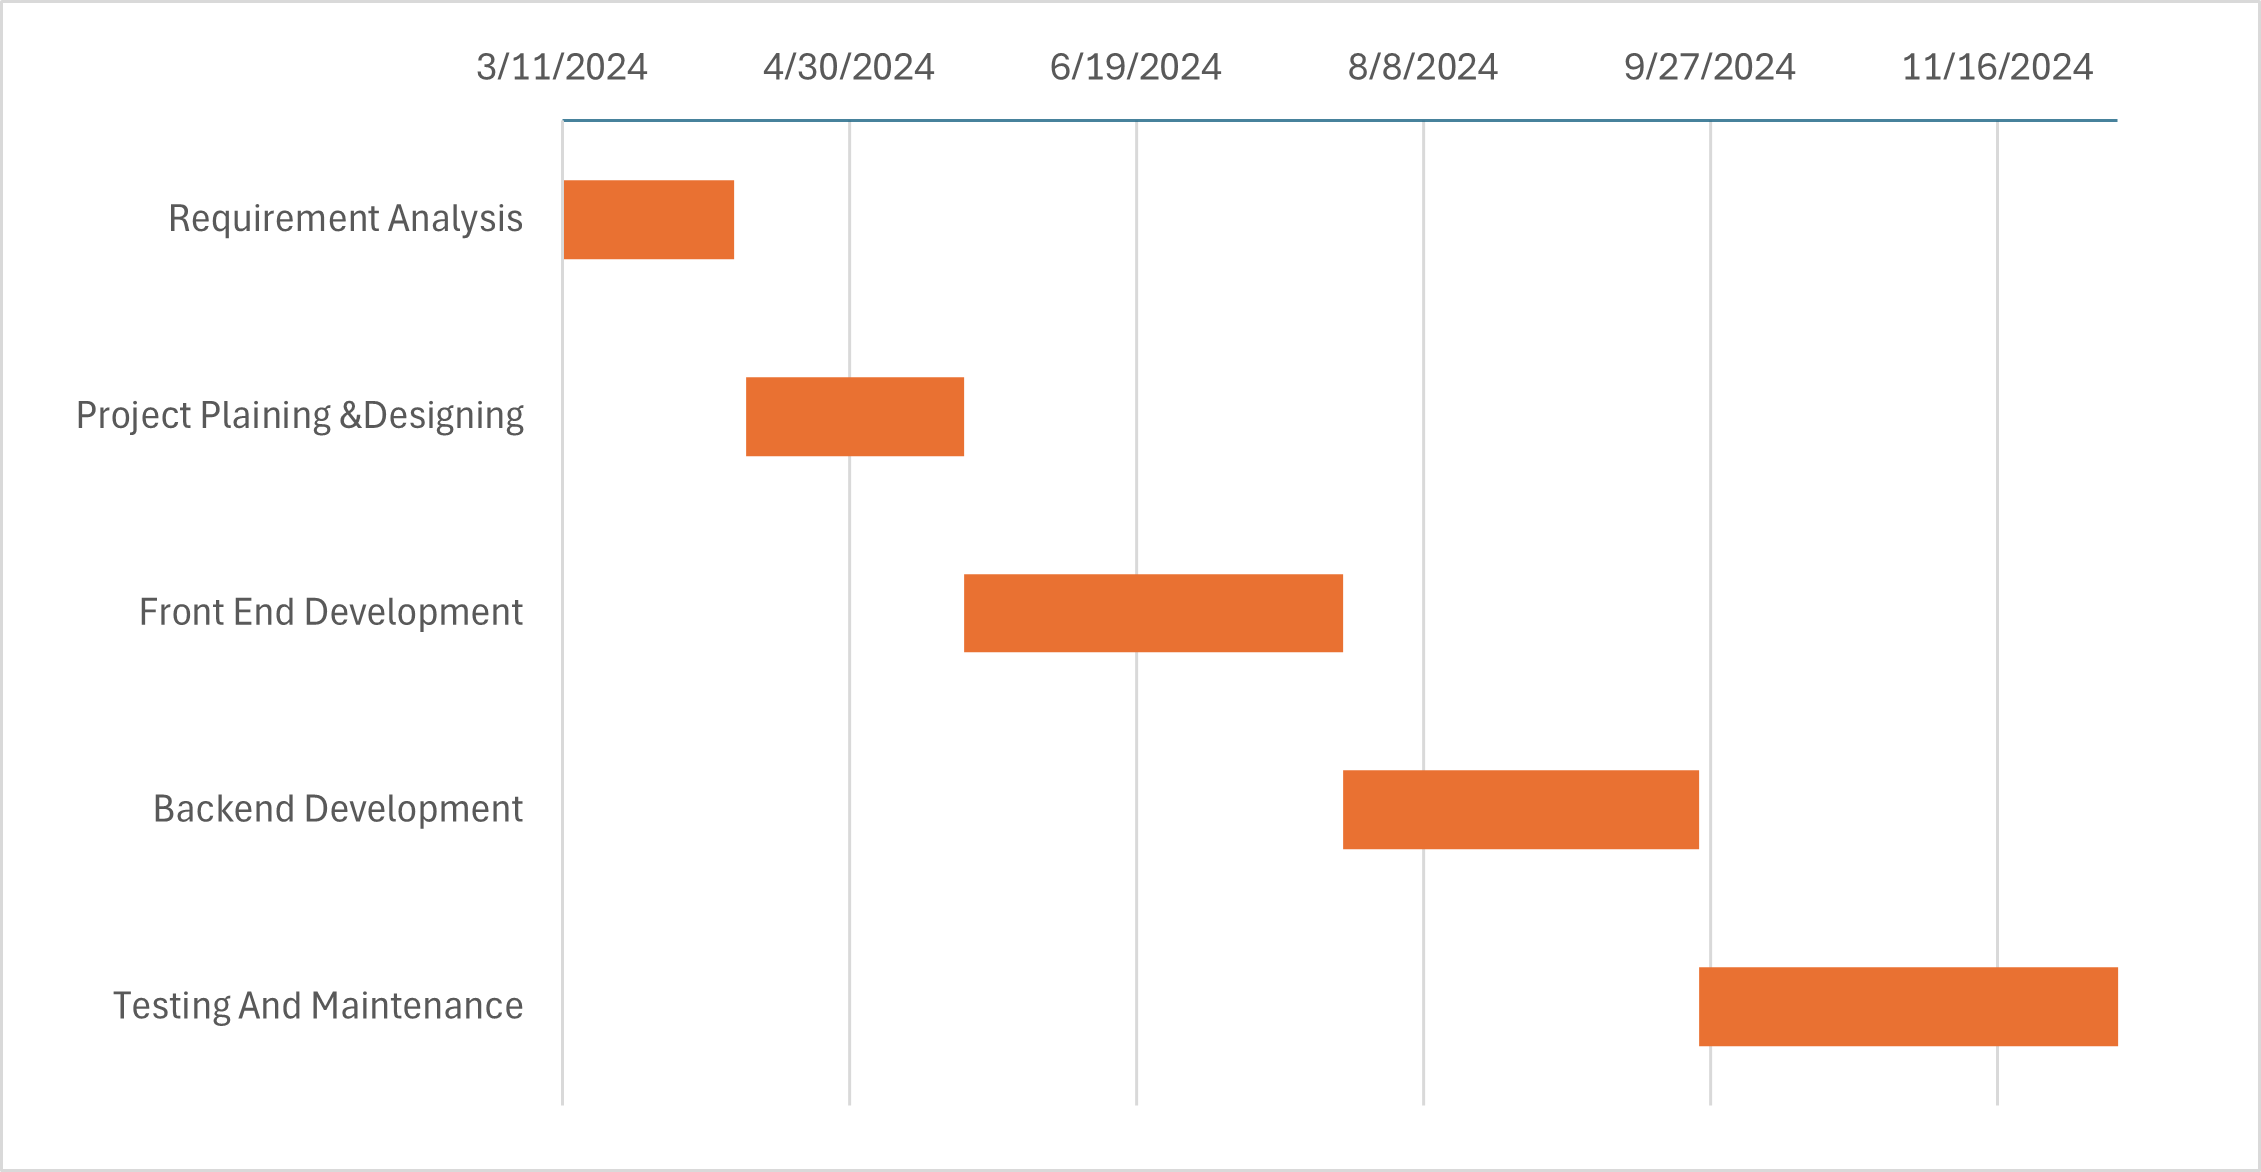 3/11/2024 4/30/2024 6/19/2024 8/8/2024 9/27/2024 11/16/2024
Requirement Analysis
Project Plaining &Designing
Front End Development
Backend Development
Testing And Maintenance